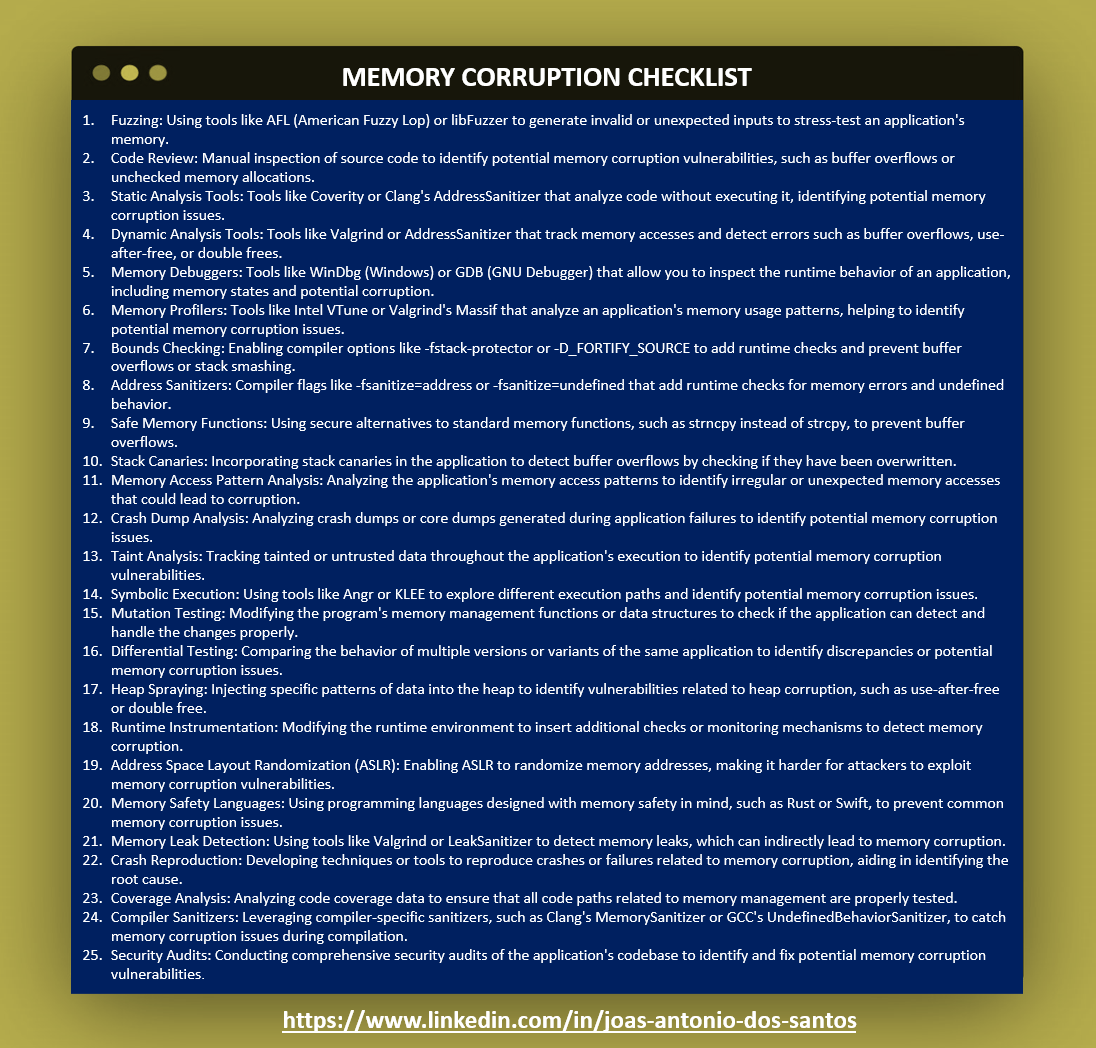 MEMORY CORRUPTION CHECKLIST
1. Fuzzing: Using tools like AFL (American Fuzzy Lop) or libFuzzer to generate invalid or unexpected inputs to stress-test an application's
memory.
2. Code Review: Manual inspection of source code to identify potential memory corruption vulnerabilities, such as buffer overflows or
unchecked memory allocations.
3. Static Analysis Tools: Tools like Coverity or Clang's AddressSanitizer that analyze code without executing it, identifying potential memory
corruption issues.
4. Dynamic Analysis Tools: Tools like Valgrind or AddressSanitizer that track memory accesses and detect errors such as buffer overflows, use-
after-free, or double frees.
5. Memory Debuggers: Tools like WinDbg (Windows) or GDB (GNU Debugger) that allow you to inspect the runtime behavior of an application,
including memory states and potential corruption.
6. Memory Profilers: Tools like Intel VTune or Valgrind's Massif that analyze an application's memory usage patterns, helping to identify
potential memory corruption issues.
7. Bounds Checking: Enabling compiler options like -fstack-protector or -D_FORTIFY_SOURCE to add runtime checks and prevent buffer
overflows or stack smashing.
8. Address Sanitizers: Compiler flags like -fsanitize=address or -fsanitize=undefined that add runtime checks for memory errors and undefined
behavior.
9. Safe Memory Functions: Using secure alternatives to standard memory functions, such as strncpy instead of strcpy, to prevent buffer
overflows.
10. Stack Canaries: Incorporating stack canaries in the application to detect buffer overflows by checking if they have been overwritten.
11. Memory Access Pattern Analysis: Analyzing the application's memory access patterns to identify irregular or unexpected memory accesses
that could lead to corruption.
12. Crash Dump Analysis: Analyzing crash dumps or core dumps generated during application failures to identify potential memory corruption
issues.
13. Taint Analysis: Tracking tainted or untrusted data throughout the application's execution to identify potential memory corruption
vulnerabilities.
14. Symbolic Execution: Using tools like Angr or KLEE to explore different execution paths and identify potential memory corruption issues.
15. Mutation Testing: Modifying the program's memory management functions or data structures to check if the application can detect and
handle the changes properly.
16. Differential Testing: Comparing the behavior of multiple versions or variants of the same application to identify discrepancies or potential
memory corruption issues.
17. Heap Spraying: Injecting specific patterns of data into the heap to identify vulnerabilities related to heap corruption, such as use-after-free
or double free.
18. Runtime Instrumentation: Modifying the runtime environment to insert additional checks or monitoring mechanisms to detect memory
corruption.
19. Address Space Layout Randomization (ASLR): Enabling ASLR to randomize memory addresses, making it harder for attackers to exploit
memory corruption vulnerabilities.
20. Memory Safety Languages: Using programming languages designed with memory safety in mind, such as Rust or Swift, to prevent common
memory corruption issues.
21. Memory Leak Detection: Using tools like Valgrind or LeakSanitizer to detect memory leaks, which can indirectly lead to memory corruption.
22. Crash Reproduction: Developing techniques or tools to reproduce crashes or failures related to memory corruption, aiding in identifying the
root cause.
23. Coverage Analysis: Analyzing code coverage data to ensure that all code paths related to memory management are properly tested.
24. Compiler Sanitizers: Leveraging compiler-specific sanitizers, such as Clang's MemorySanitizer or GCC's UndefinedBehaviorSanitizer, to catch
memory corruption issues during compilation.
25. Security Audits: Conducting comprehensive security audits of the application's codebase to identify and fix potential memory corruption
vulnerabilities.
https://www.linkedin.com/in/joas-antonio-dos-santos